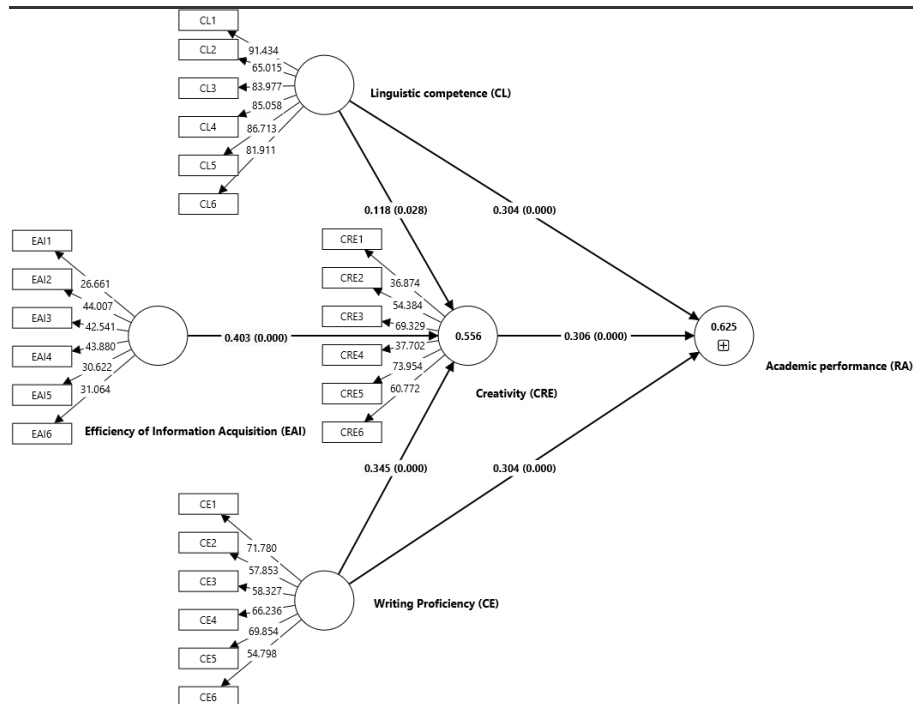 CL1
CL2
CL3
CL4
CL5
CL6
91.434
65.015
83.977
85.058
86.713
81.911
Linguistic competence (CL)
0.118 (0.028)
0.304 (0.000)
EAI1
EAI2
EAI3
EAI4
EAI5
EAI6
26.661
44.007
42.541
43.880
30.622
31.064
Efficiency of Information Acquisition (EAI)
0.403 (0.000)
CRE1
CRE2
CRE3
CRE4
CRE5
CRE6
36.874
54.384
69.329
37.702
73.954
60.772
0.556
Creativity (CRE)
0.306 (0.000)
0.625
Academic performance (RA)
0.345 (0.000)
0.304 (0.000)
CE1
CE2
CE3
CE4
CE5
CE6
71.780
57.853
58.327
66.236
69.854
54.798
Writing Proficiency (CE)